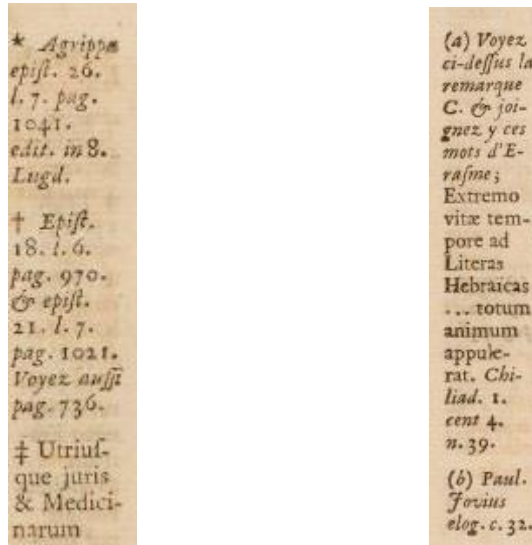 * Agrippa
epist. 26.
l. 7. pag.
1041.
edit. in 8.
Lugd.
† Epist.
18. l. 6.
pag. 970.
& epist.
21. l. 7.
pag. 1021.
Voyez auſſi
pag. 736.
‡ Utriuſ-
que juris
& Medici-
narum
(a) Voyez
ci-deſſus la
remarque
C. & joi-
gnez y ces
mots d'E-
raſme;
Extremo
vitæ tem-
pore ad
Literas
Hebraicas
... totum
animum
appule-
rat. Chi-
liad. 1.
cent 4.
n. 39.
(b) Paul.
Jovius
elog. c. 32.